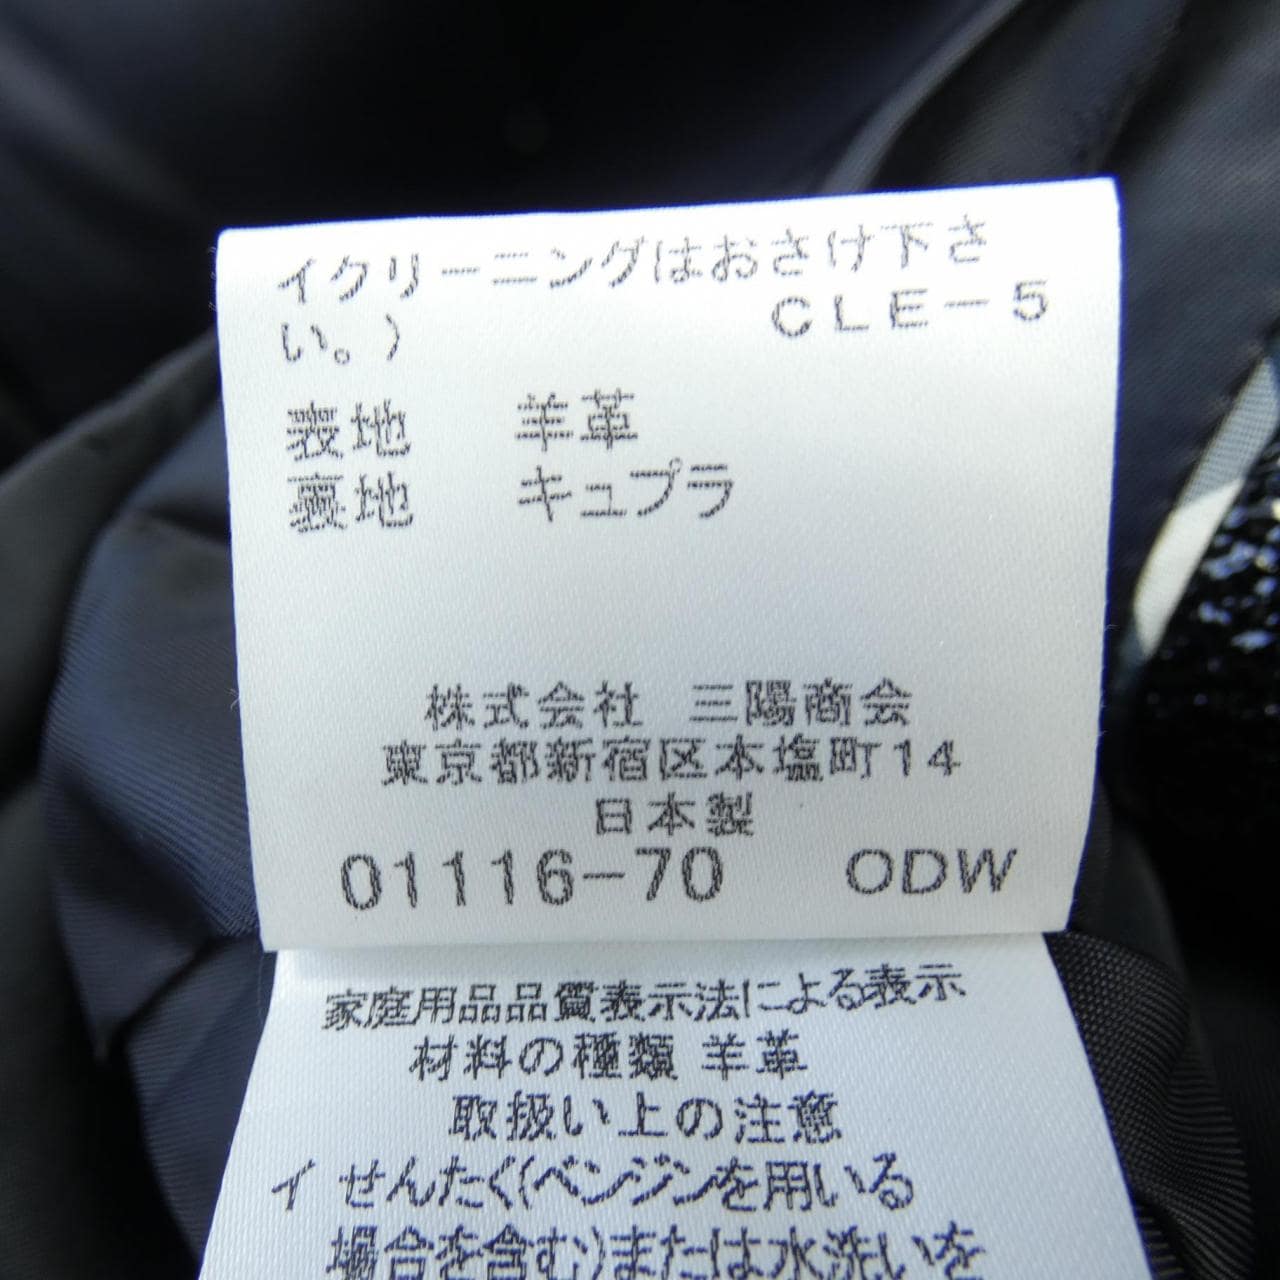 イクリーニングはおさけ下さ
い。） CLE－5
表地 羊革
裏地 キュプラ
株式会社 三陽商会
東京都新宿区本塩町14
日本製
01116-70 ODW
家庭用品品質表示法による表示
材料の種類 羊革
取扱い上の注意
イ せんたく(ベンジンを用いる
場合を含む)または水洗いを